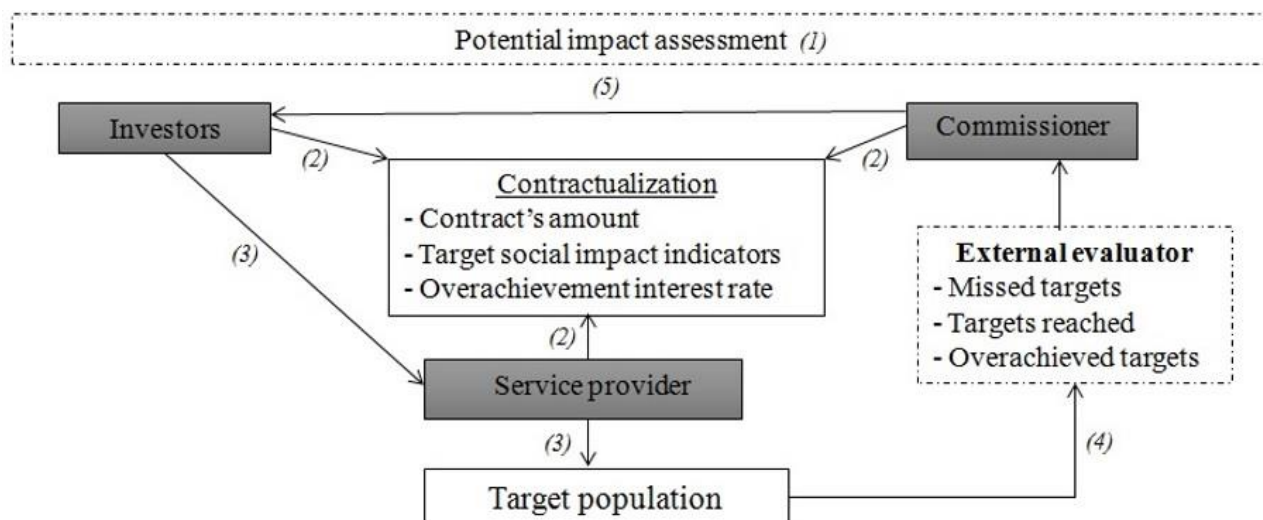 Potential impact assessment (1)
(5)
Investors
Commissioner
(2)
(2)
Contractualization
- Contract's amount
- Target social impact indicators
- Overachievement interest rate
(3)
External evaluator
- Missed targets
- Targets reached
- Overachieved targets
(2)
Service provider
(3)
(4)
Target population